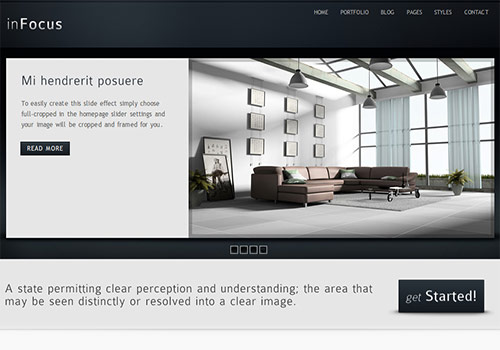 inFocus
HOME PORTFOLIO BLOG PAGES STYLES CONTACT
Mi hendrerit posuere
To easily create this slide effect simply choose
full-cropped in the homepage slider settings and
your image will be cropped and framed for you.
READ MORE
A state permitting clear perception and understanding; the area that
may be seen distinctly or resolved into a clear image.
get Started!